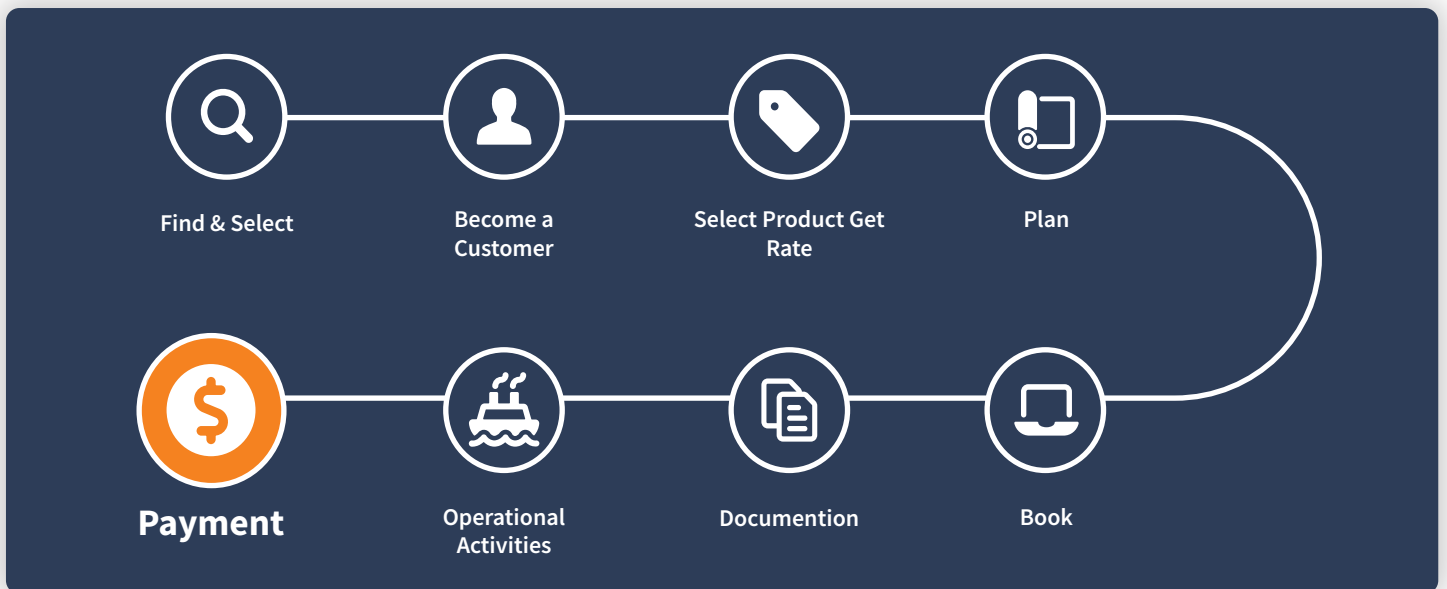 Find & Select
Become a
Customer
Select Product Get
Rate
Plan
$
Payment
Operational
Activities
Documention
Book